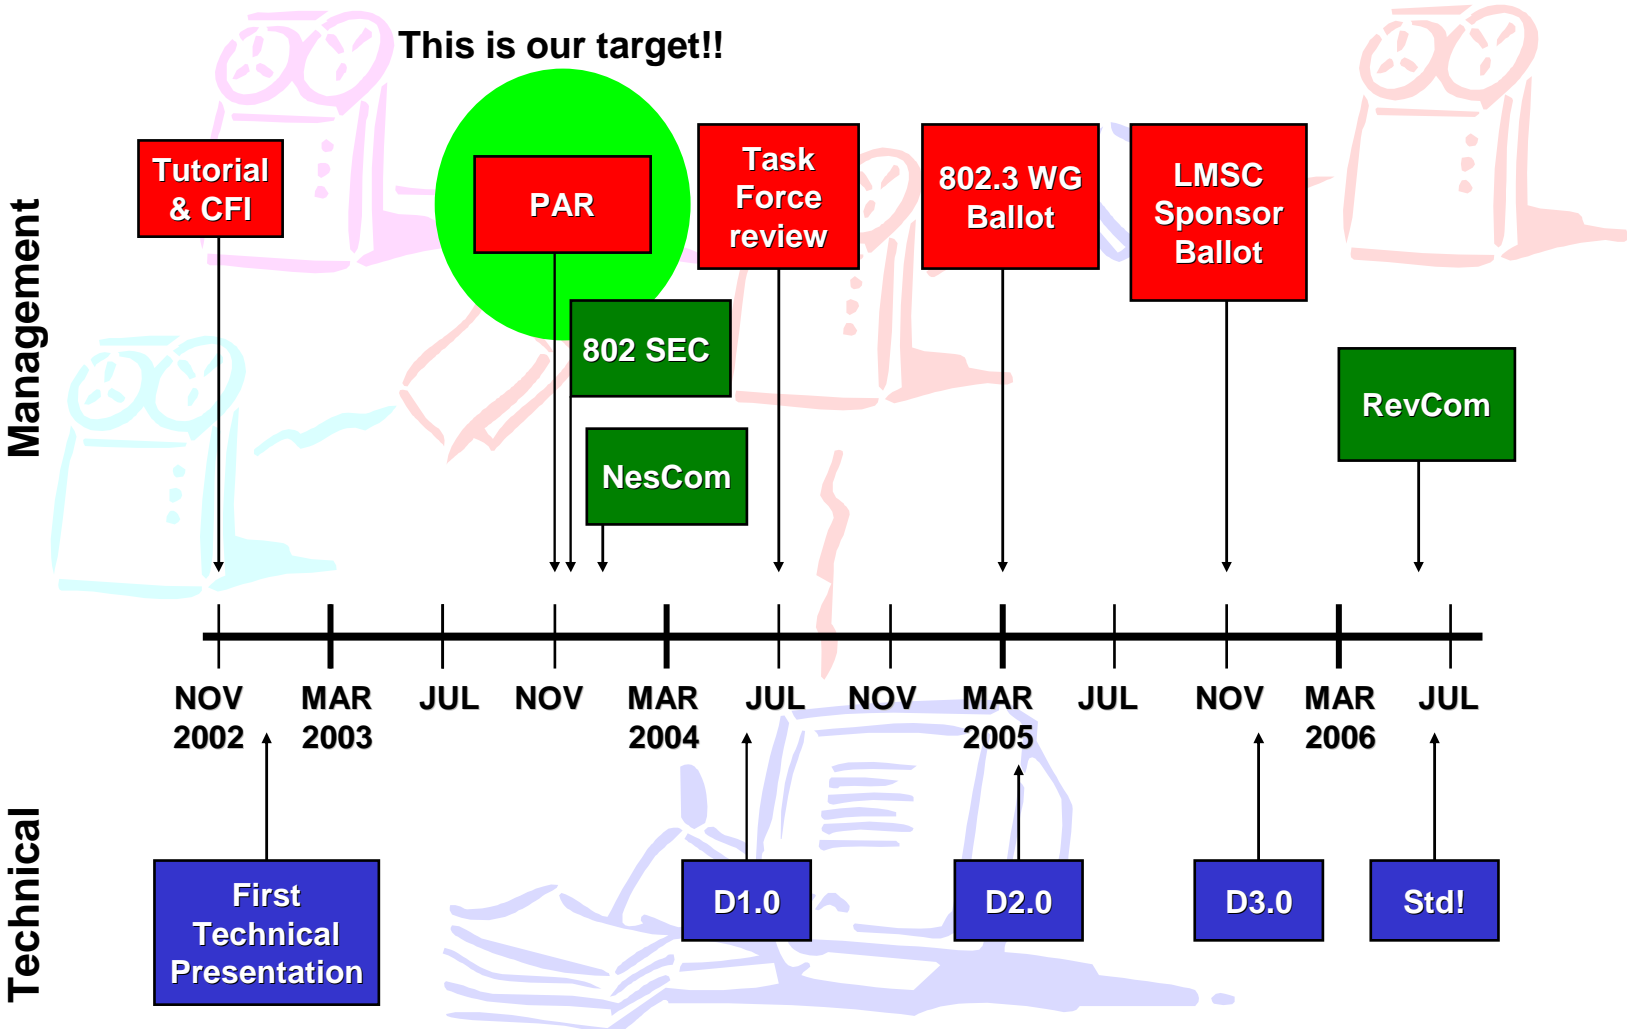 This is our target!!
Management
Tutorial
& CFI
PAR
Task
Force
review
802.3 WG
Ballot
LMSC
Sponsor
Ballot
802 SEC
RevCom
NesCom
NOV MAR JUL NOV MAR JUL NOV MAR JUL NOV MAR JUL
2002 2003 2004 2005 2006
Technical
First
Technical
Presentation
D1.0
D2.0
D3.0
Std!